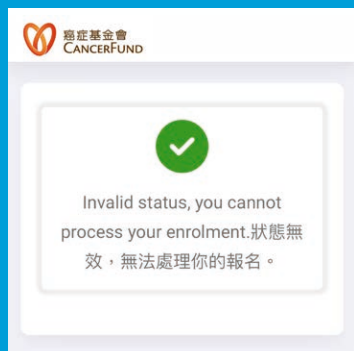 癌症基金會
CANCERFUND
Invalid status, you cannot
process your enrolment.狀態無
效，無法處理你的報名。